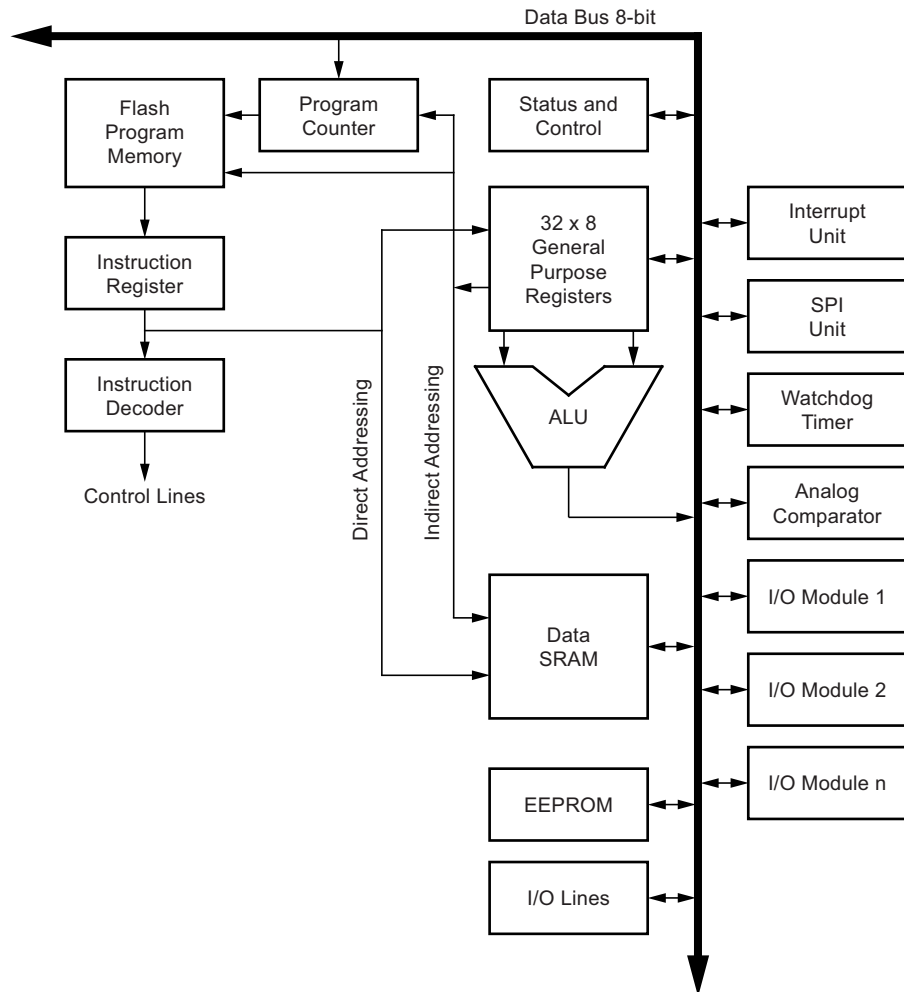 Data Bus 8-bit
Flash
Program
Memory
Program
Counter
Status and
Control
Interrupt
Unit
32 x 8
General
Purpose
Registers
Instruction
Register
SPI
Unit
Instruction
Decoder
ALU
Watchdog
Timer
Direct Addressing
Indirect Addressing
Control Lines
Analog
Comparator
I/O Module 1
Data
SRAM
I/O Module 2
EEPROM
I/O Module n
I/O Lines